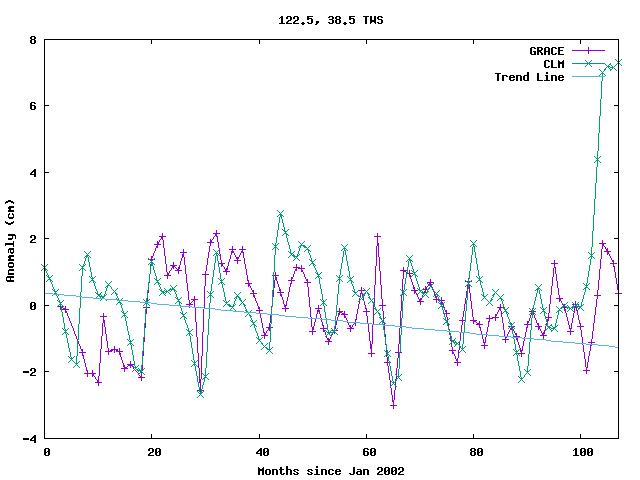 122.5, 38.5 TWS
GRACE
CLM
Trend Line
8
6
4
2
0
-2
-4
Anomaly (cm)
0 20 40 60 80 100
Months since Jan 2002